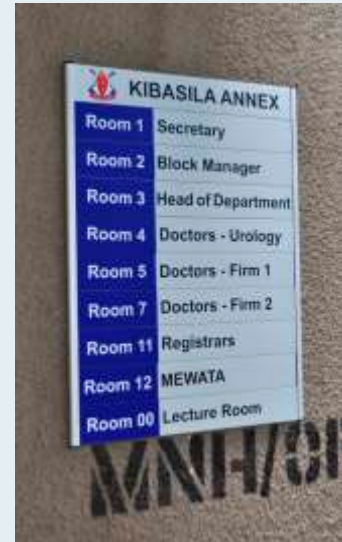 KIBASILA ANNEX
Room 1 Secretary
Room 2 Block Manager
Room 3 Head of Department
Room 4 Doctors - Urology
Room 5 Doctors - Firm 1
Room 7 Doctors - Firm 2
Room 11 Registrars
Room 12 MEWATA
Room 00 Lecture Room
MNH/